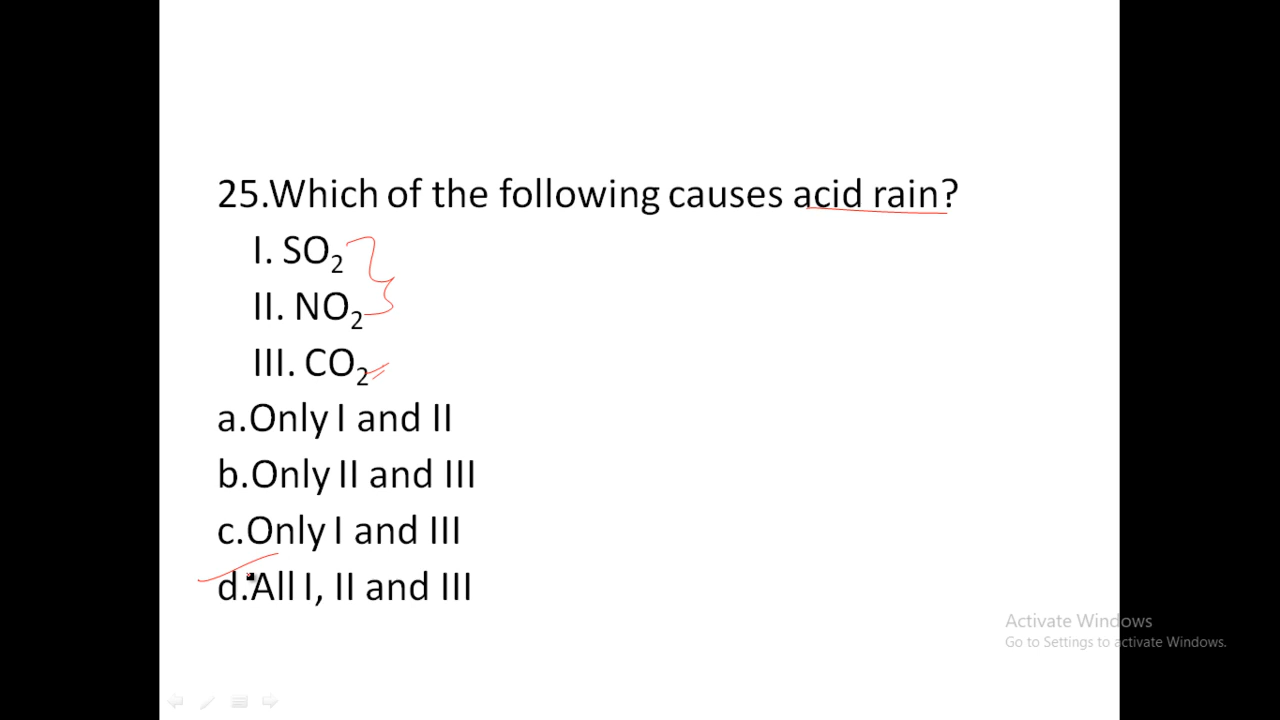 25.Which of the following causes acid rain?
I. SO₂
II. NO₂
III. CO₂
a.Only I and II
b.Only II and III
c.Only I and III
d.All I, II and III
Activate Windows
Go to Settings to activate Windows.